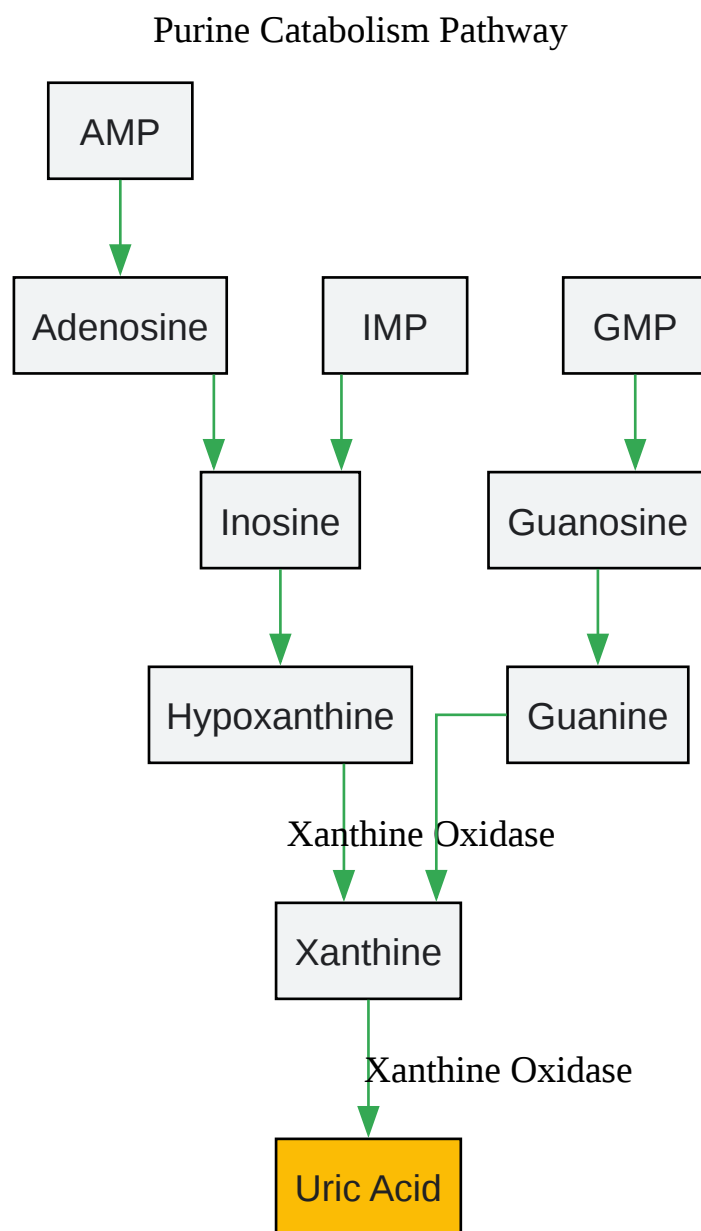 Purine Catabolism Pathway
AMP
Adenosine
IMP
GMP
Inosine
Guanosine
Hypoxanthine
Guanine
Xanthine Oxidase
Xanthine
Xanthine Oxidase
Uric Acid